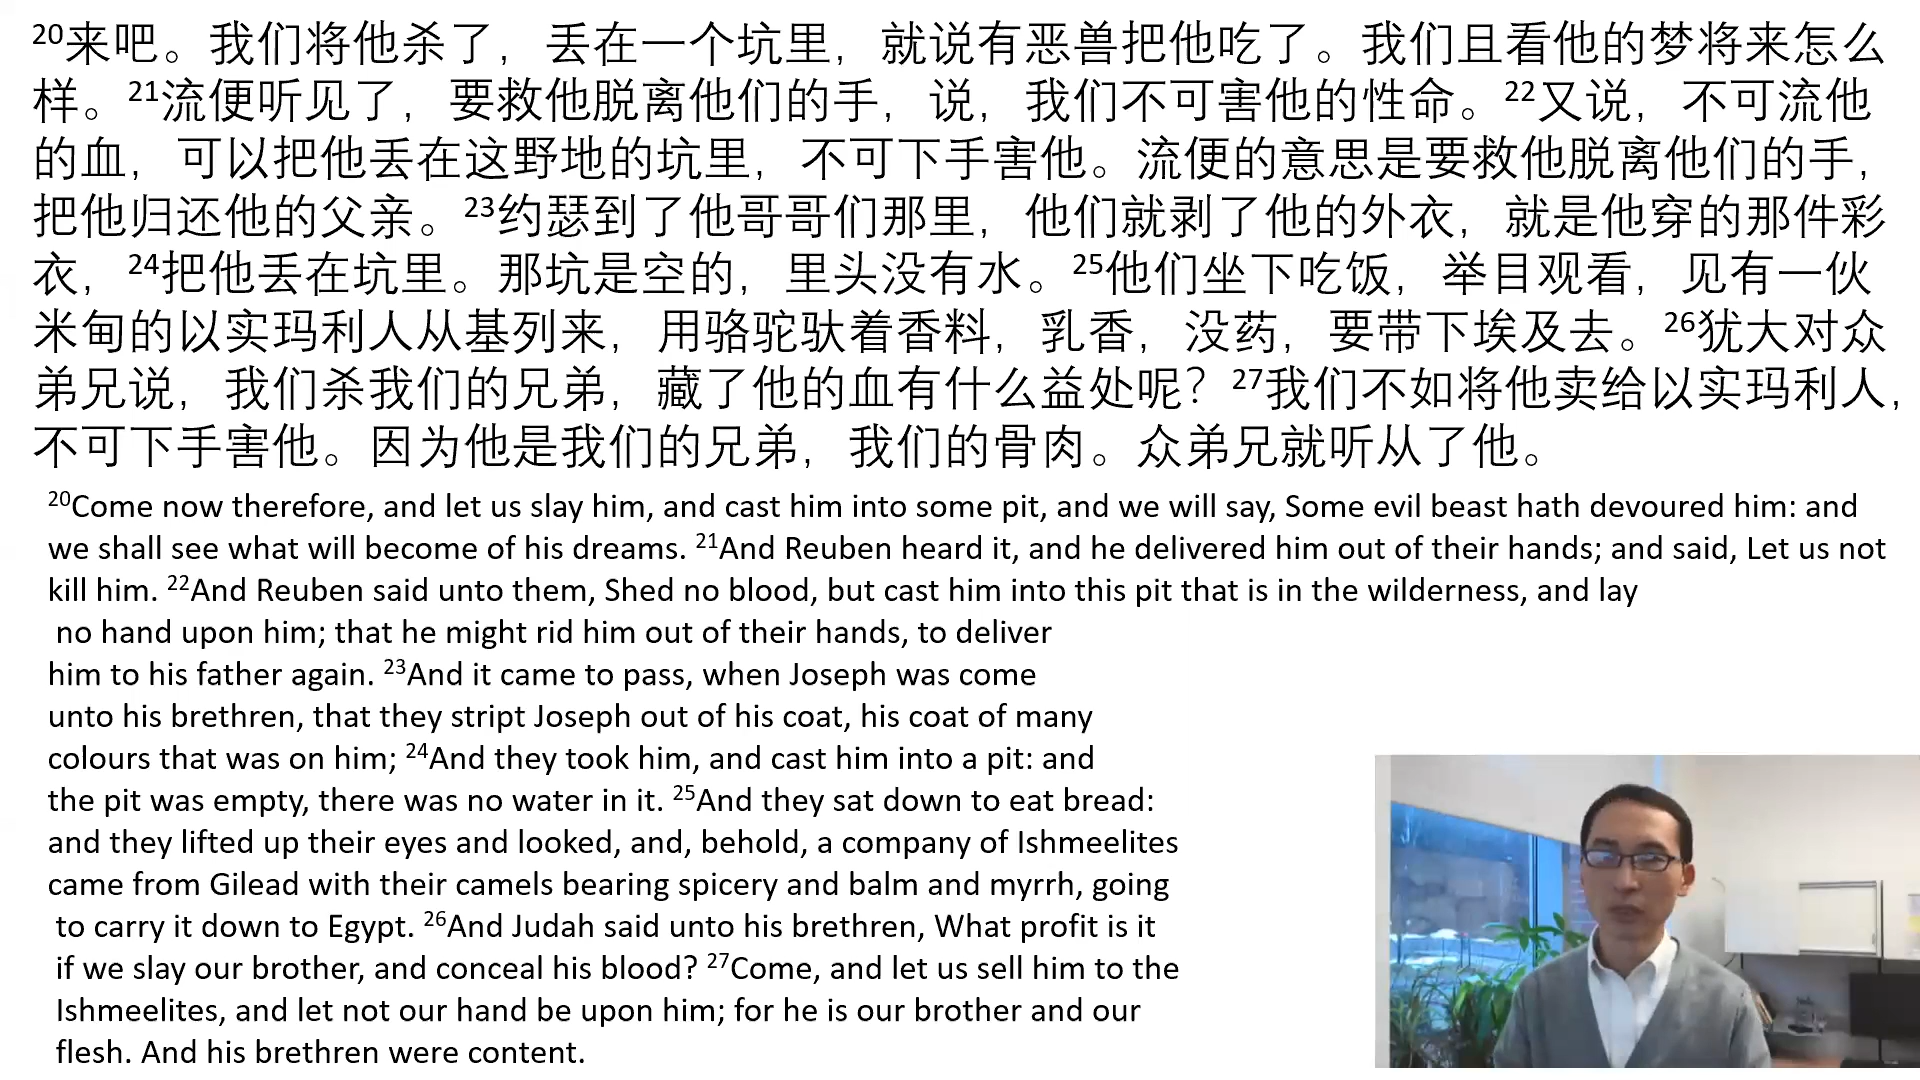 20来吧。我们将他杀了，丢在一个坑里，就说有恶兽把他吃了。我们且看他的梦将来怎么
样。21流便听见了，要救他脱离他们的手，说，我们不可害他的性命。22又说，不可流他
的血，可以把他丢在这野地的坑里，不可下手害他。流便的意思是要救他脱离他们的手，
把他归还他的父亲。23约瑟到了他哥哥们那里，他们就剥了他的外衣，就是他穿的那件彩
衣，24把他丢在坑里。那坑是空的，里头没有水。25他们坐下吃饭，举目观看，见有一伙
米甸的以实玛利人从基列来，用骆驼驮着香料，乳香，没药，要带下埃及去。26犹大对众
弟兄说，我们杀我们的兄弟，藏了他的血有什么益处呢？27我们不如将他卖给以实玛利人，
不可下手害他。因为他是我们的兄弟，我们的骨肉。众弟兄就听从了他。
20Come now therefore, and let us slay him, and cast him into some pit, and we will say, Some evil beast hath devoured him: and
we shall see what will become of his dreams. 21And Reuben heard it, and he delivered him out of their hands; and said, Let us not
kill him. 22And Reuben said unto them, Shed no blood, but cast him into this pit that is in the wilderness, and lay
no hand upon him; that he might rid him out of their hands, to deliver
him to his father again. 23And it came to pass, when Joseph was come
unto his brethren, that they stript Joseph out of his coat, his coat of many
colours that was on him; 24And they took him, and cast him into a pit: and
the pit was empty, there was no water in it. 25And they sat down to eat bread:
and they lifted up their eyes and looked, and, behold, a company of Ishmeelites
came from Gilead with their camels bearing spicery and balm and myrrh, going
to carry it down to Egypt. 26And Judah said unto his brethren, What profit is it
if we slay our brother, and conceal his blood? 27Come, and let us sell him to the
Ishmeelites, and let not our hand be upon him; for he is our brother and our
flesh. And his brethren were content.